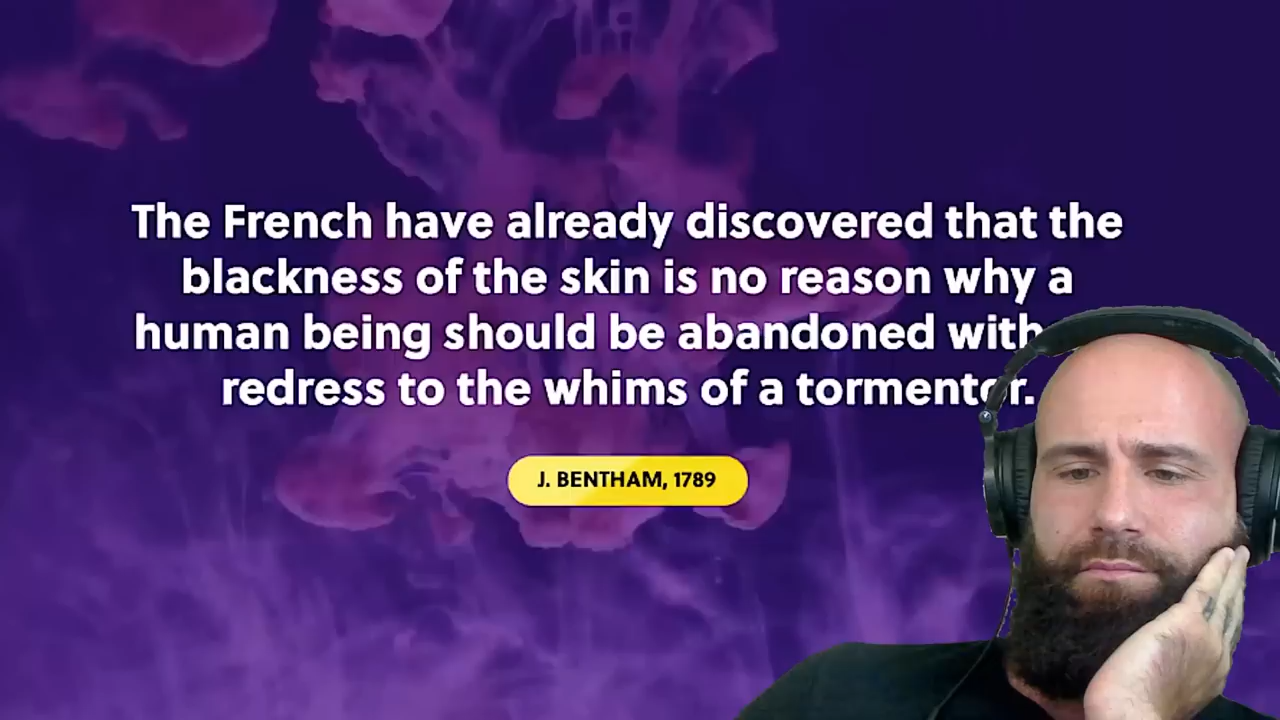 The French have already discovered that the
blackness of the skin is no reason why a
human being should be abandoned with
redress to the whims of a tormentor.
J. BENTHAM, 1789